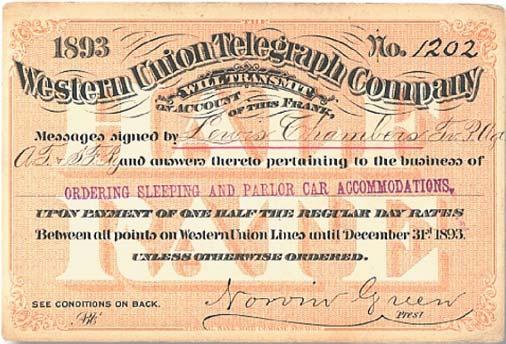 THE
1893 No. 1202
Western Union Telegraph Company
WILL TRANSMIT
ON ACCOUNT OF THIS FRANK,
HALF
RATE
Messages signed by Lewis Chambers
and answers thereto pertaining to the business of
ORDERING SLEEPING AND PARLOR CAR ACCOMMODATIONS,
UPON PAYMENT OF ONE HALF THE REGULAR DAY RATES
Between all points on Western Union Lines until December 31st 1893.
UNLESS OTHERWISE ORDERED.
SEE CONDITIONS ON BACK.
Norvin Green
Prest